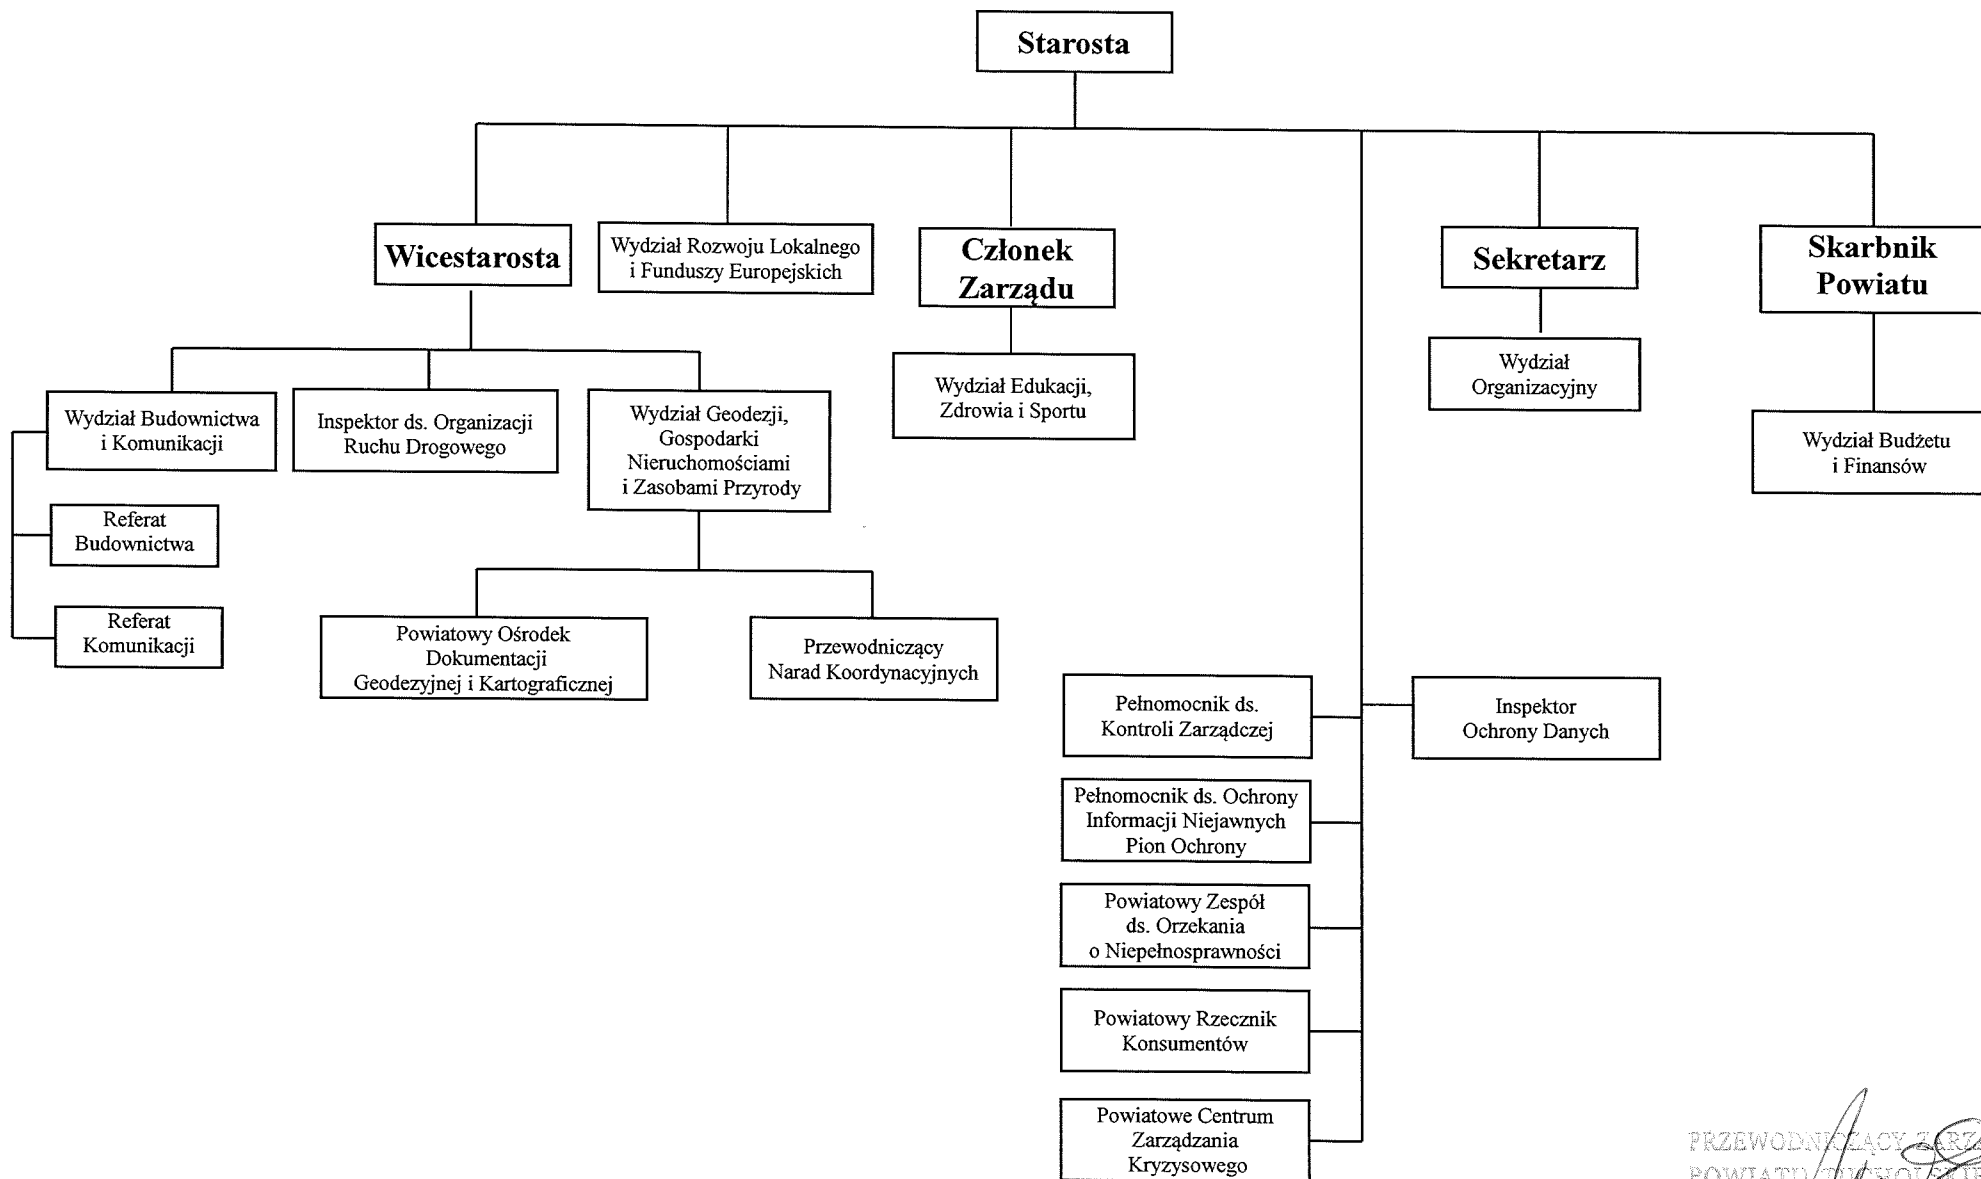 Starosta
Wicestarosta
Wydział Rozwoju Lokalnego
i Funduszy Europejskich
Członek
Zarządu
Sekretarz
Skarbnik
Powiatu
Wydział Budownictwa
i Komunikacji
Inspektor ds. Organizacji
Ruchu Drogowego
Wydział Geodezji,
Gospodarki
Nieruchomościami
i Zasobami Przyrody
Wydział Edukacji,
Zdrowia i Sportu
Wydział
Organizacyjny
Wydział Budżetu
i Finansów
Referat
Budownictwa
Referat
Komunikacji
Powiatowy Ośrodek
Dokumentacji
Geodezyjnej i Kartograficznej
Przewodniczący
Narad Koordynacyjnych
Pełnomocnik ds.
Kontroli Zarządczej
Inspektor
Ochrony Danych
Pełnomocnik ds. Ochrony
Informacji Niejawnych
Pion Ochrony
Powiatowy Zespół
ds. Orzekania
o Niepełnosprawności
Powiatowy Rzecznik
Konsumentów
Powiatowe Centrum
Zarządzania
Kryzysowego
PRZEWODNICZĄCY
POWIATU